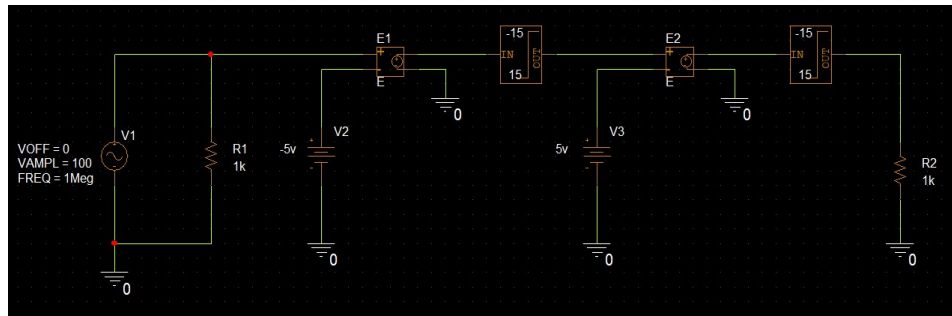 V1
VOFF = 0
VAMPL = 100
FREQ = 1Meg
0
R1
1k
V2
-5v
0
E1
E
0
-15
IN
OUT
15
V3
5v
0
E2
E
0
-15
IN
OUT
15
R2
1k
0